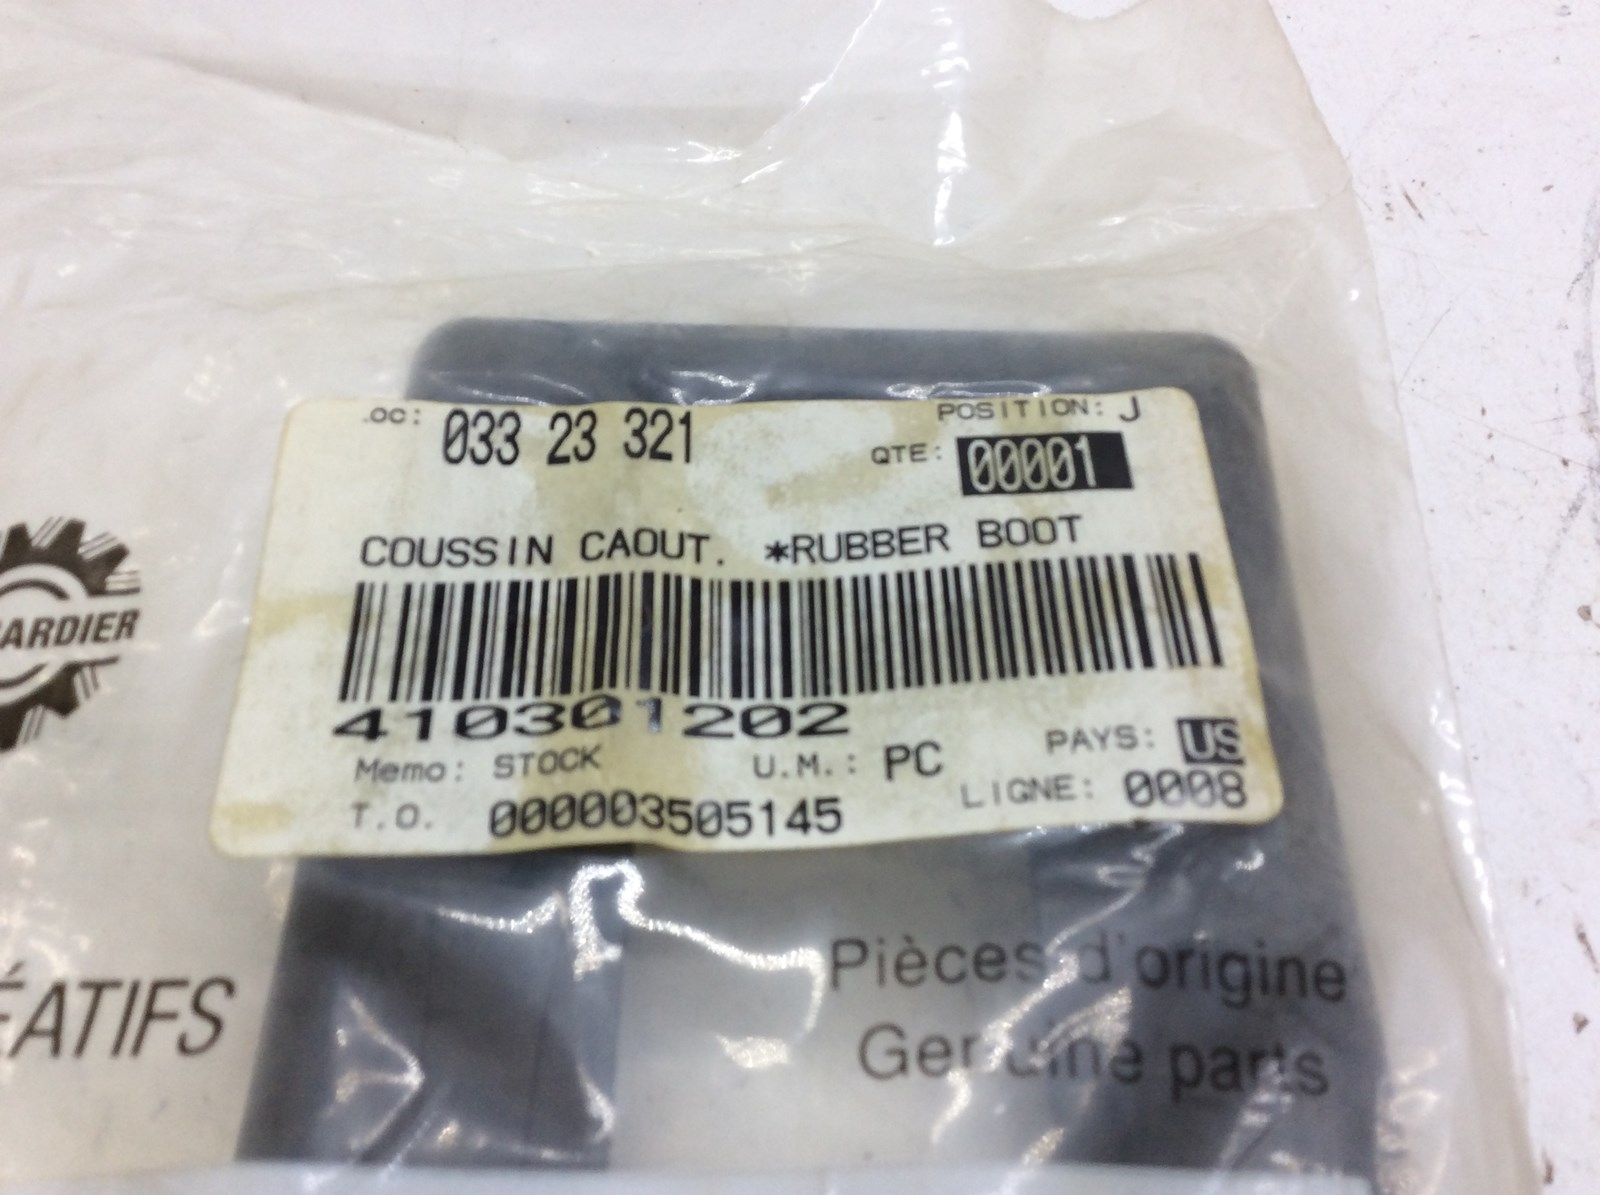 .OC: 033 23 321
POSITION: J
QTE: 00001
COUSSIN CAOUT. *RUBBER BOOT
410301202
Memo: STOCK U.M.: PC PAYS: US
T.O. 000003505145 LIGNE: 0008
ARDIER
ÉATIFS
Pièces d'origine
Genuine parts